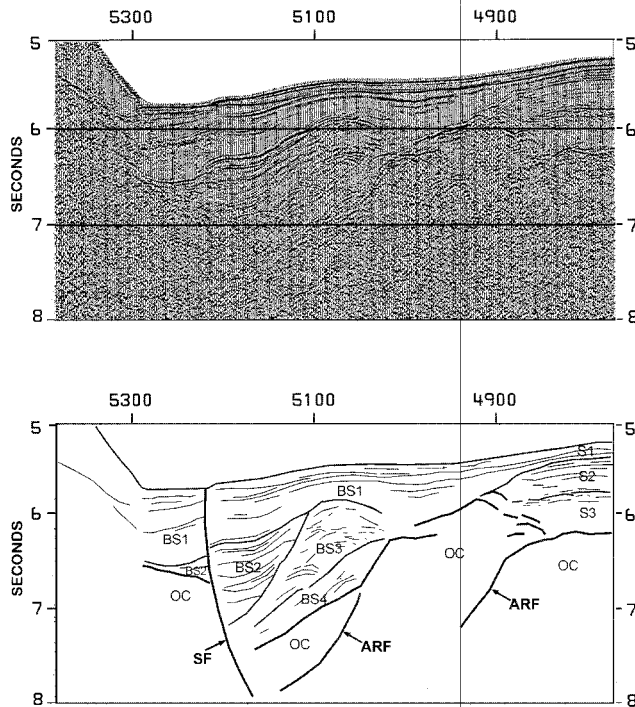 5300 5100 4900
5 5
6 6
SECONDS
7 7
8 8
5300 5100 4900
5 5
S1
S2
BS1
6 6
S3
BS1
BS3
SECONDS
BS2
BS2
OC
OC
OC
BS4
ARF
7 7
OC
ARF
SF
8 8